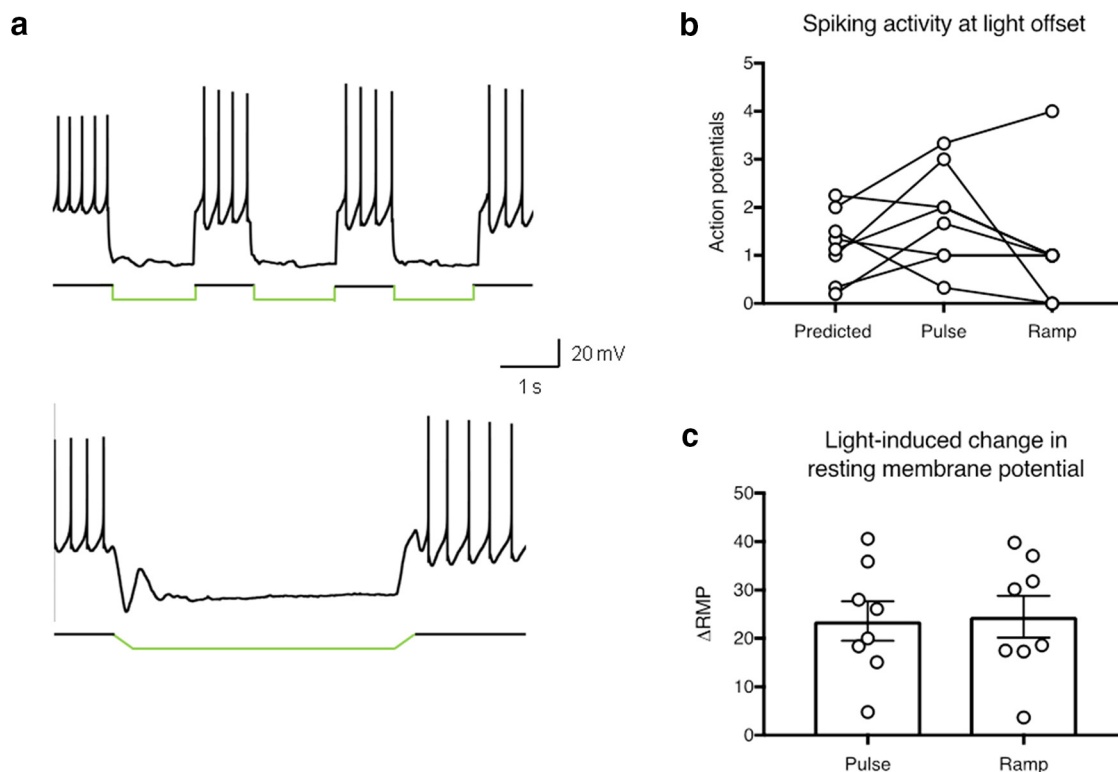 a
20 mV
1 s
b
Spiking activity at light offset
Action potentials
5
4
3
2
1
0
Predicted
Pulse
Ramp
c
Light-induced change in
resting membrane potential
ΔRMP
50
40
30
20
10
0
Pulse
Ramp